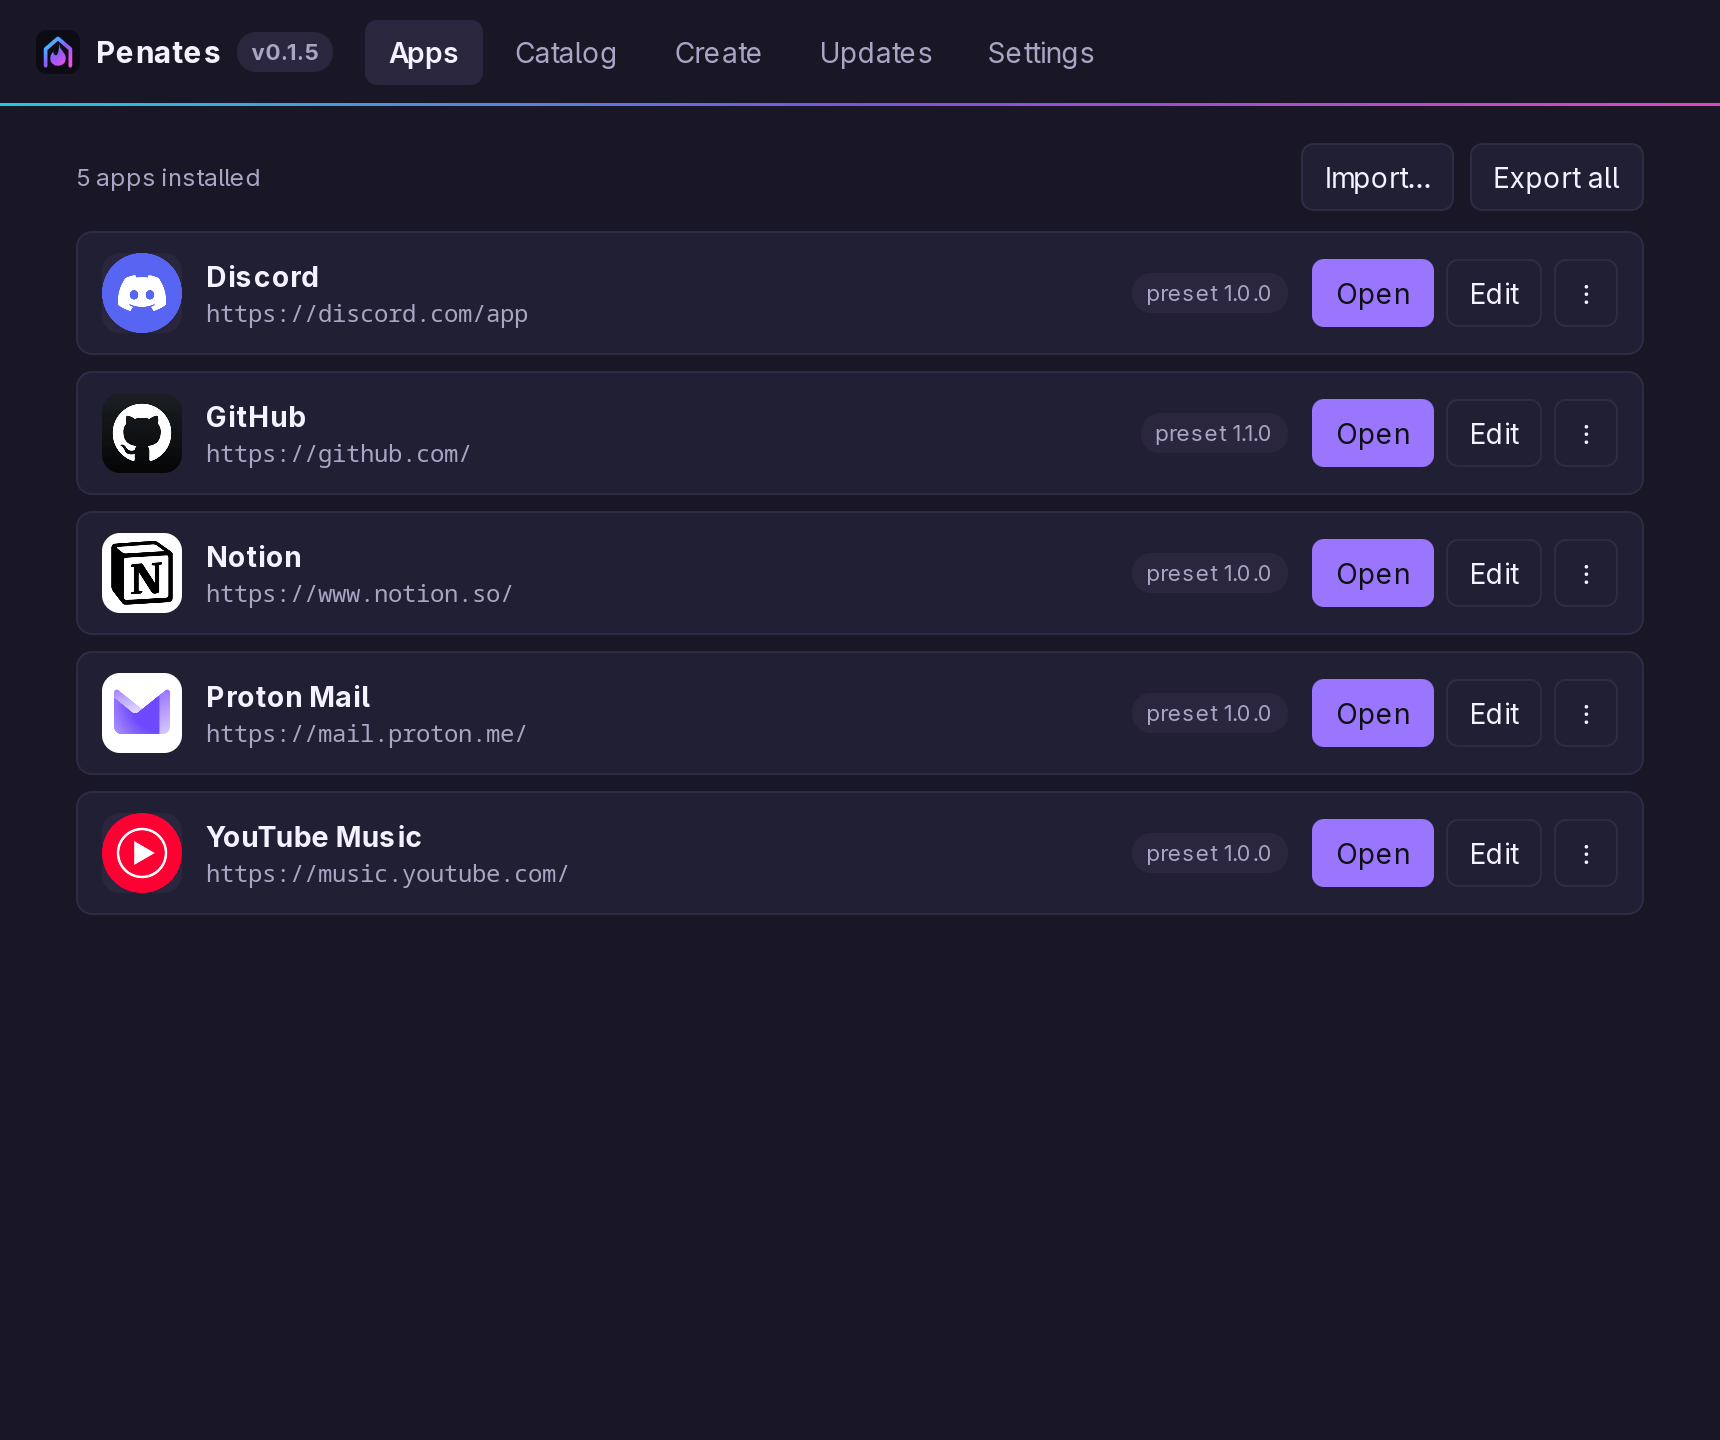 Penates v0.1.5 Apps Catalog Create Updates Settings
5 apps installed Import... Export all
Discord
https://discord.com/app
preset 1.0.0 Open Edit
GitHub
https://github.com/
preset 1.1.0 Open Edit
Notion
https://www.notion.so/
preset 1.0.0 Open Edit
Proton Mail
https://mail.proton.me/
preset 1.0.0 Open Edit
YouTube Music
https://music.youtube.com/
preset 1.0.0 Open Edit